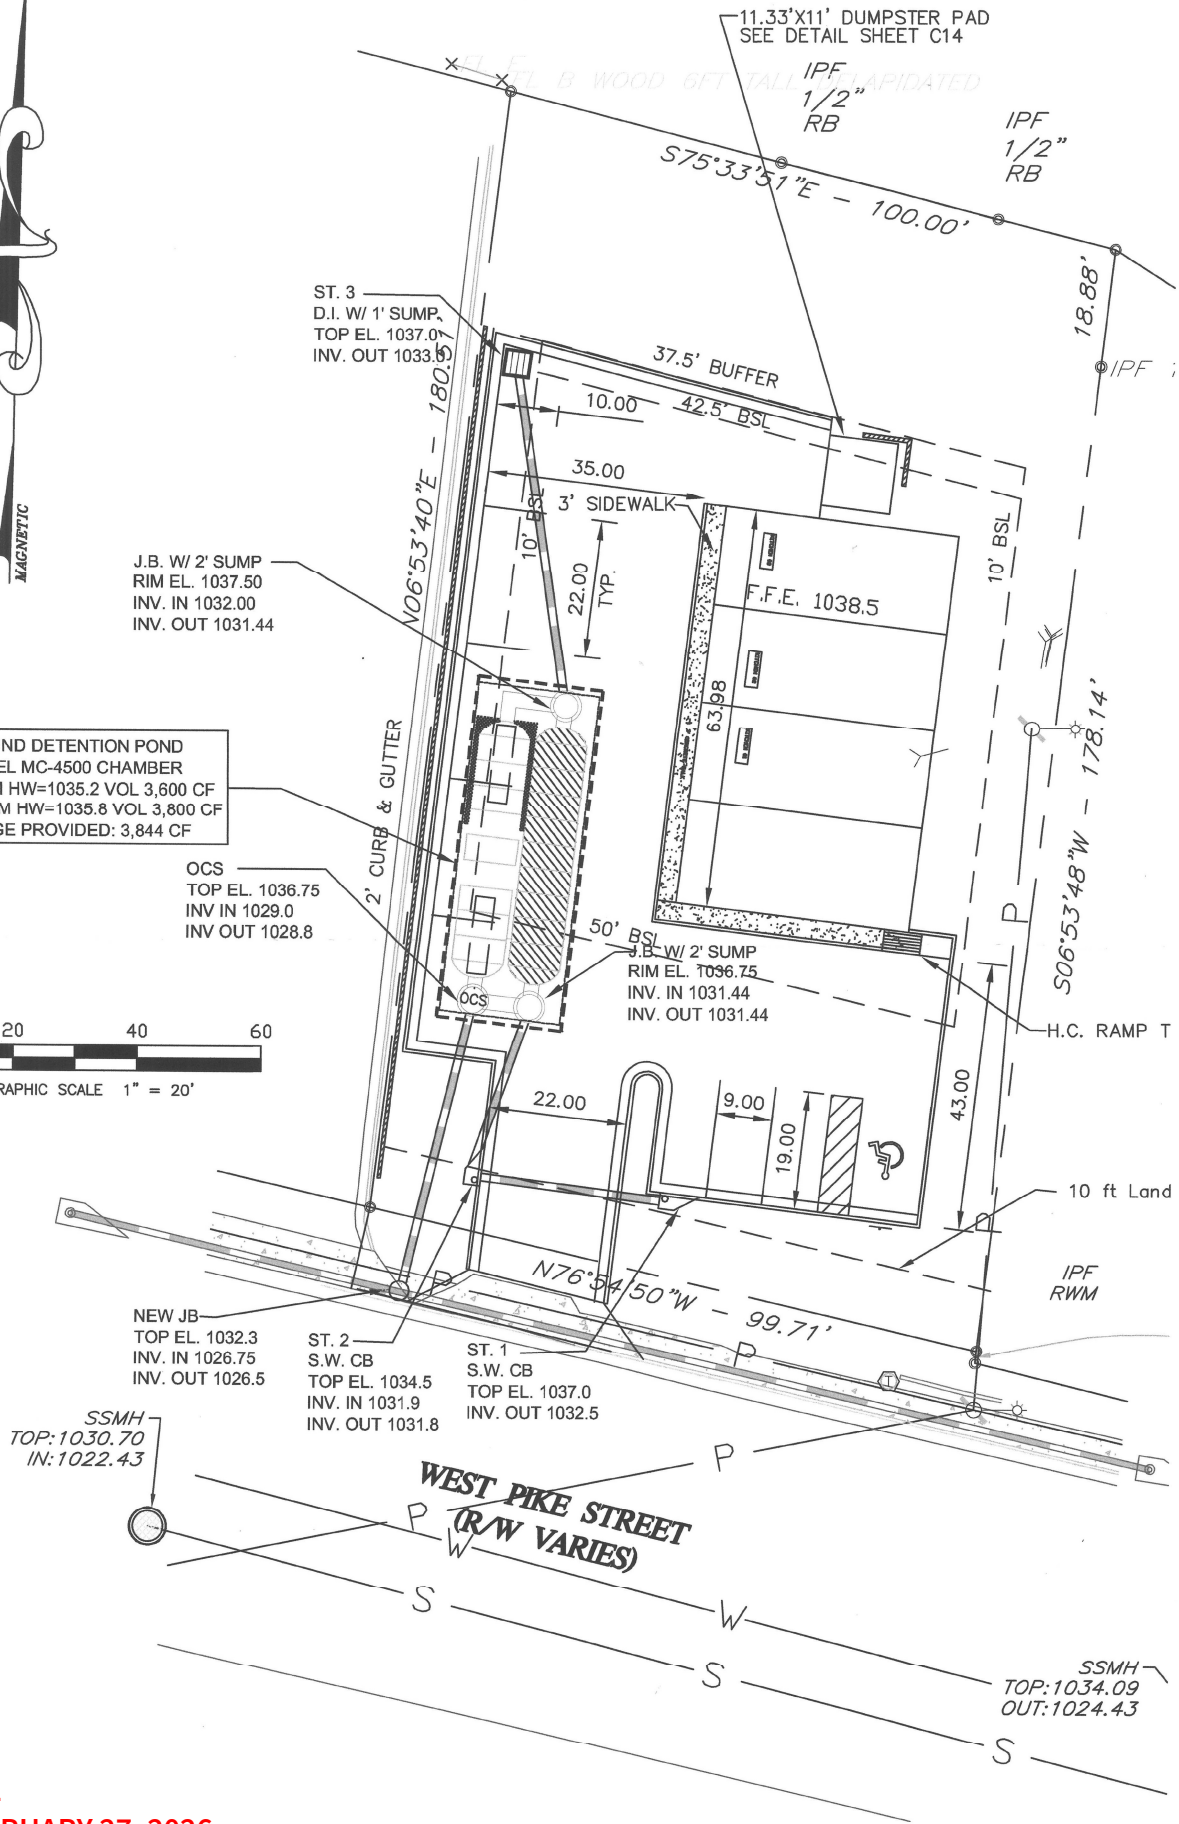 11.33'X11' DUMPSTER PAD
SEE DETAIL SHEET C14
B WOOD 6FT TALL DELAPIDATED
IPF
1/2"
RB
IPF
1/2"
RB
S75°33'51"E - 100.00'
18.88'
IPF
ST. 3
D.I. W/ 1' SUMP
TOP EL. 1037.0
INV. OUT 1033.0
N06°53'40"E - 180.51'
37.5' BUFFER
10.00
42.5' BSL
35.00
3' SIDEWALK
10' BSL
22.00
TYP.
10' BSL
MAGNETIC
J.B. W/ 2' SUMP
RIM EL. 1037.50
INV. IN 1032.00
INV. OUT 1031.44
F.F.E. 1038.5
63.98
S06°53'48"W - 178.14'
ND DETENTION POND
EL MC-4500 CHAMBER
HW=1035.2 VOL 3,600 CF
M HW=1035.8 VOL 3,800 CF
GE PROVIDED: 3,844 CF
2' CURB & GUTTER
OCS
TOP EL. 1036.75
INV IN 1029.0
INV OUT 1028.8
P
50' BSL
J.B. W/ 2' SUMP
RIM EL. 1036.75
INV. IN 1031.44
INV. OUT 1031.44
OCS
H.C. RAMP T
20 40 60
RAPHIC SCALE 1" = 20'
22.00
9.00
19.00
43.00
10 ft Land
P
IPF
RWM
N76°54'50"W - 99.71'
P
P
NEW JB
TOP EL. 1032.3
INV. IN 1026.75
INV. OUT 1026.5
ST. 2
S.W. CB
TOP EL. 1034.5
INV. IN 1031.9
INV. OUT 1031.8
ST. 1
S.W. CB
TOP EL. 1037.0
INV. OUT 1032.5
T
SSMH
TOP:1030.70
IN:1022.43
P
WEST PIKE STREET
(R/W VARIES)
P
W
S
W
S
SSMH
TOP:1034.09
OUT:1024.43
S